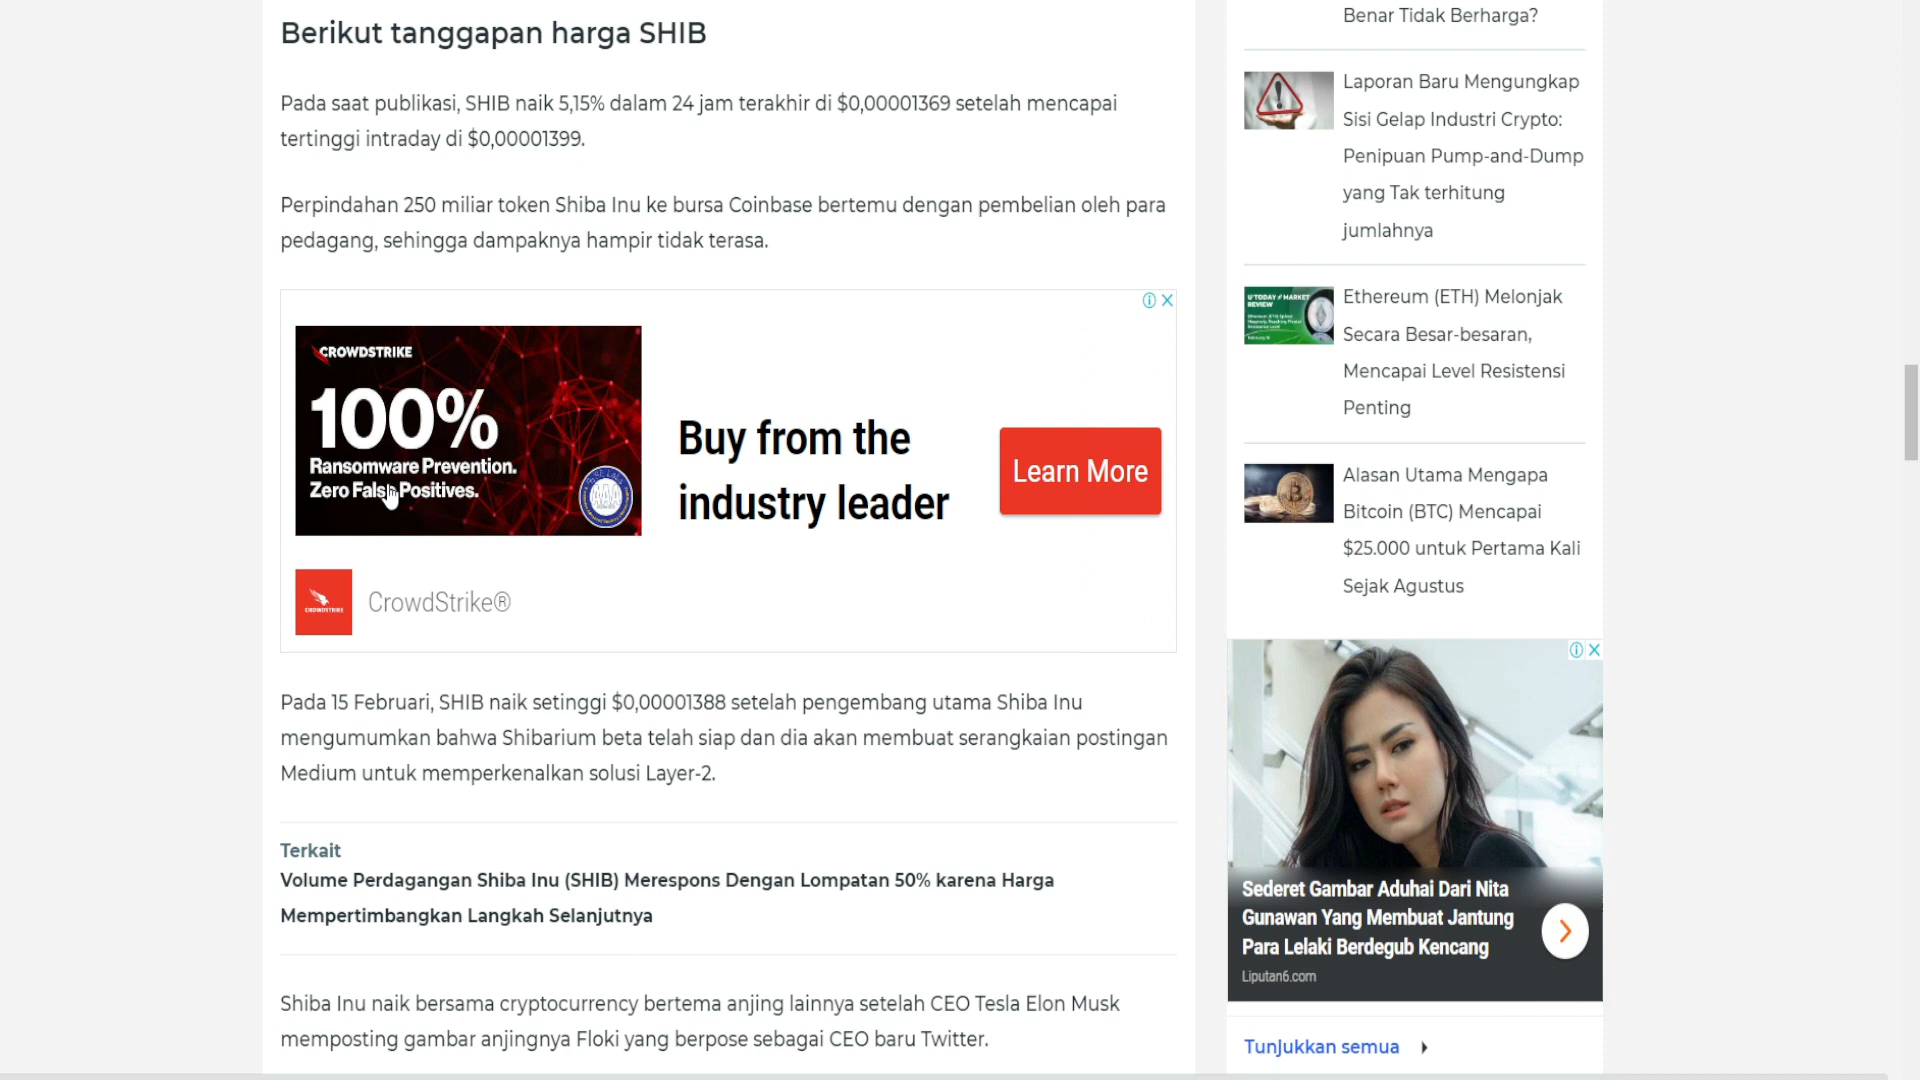 Berikut tanggapan harga SHIB
Pada saat publikasi, SHIB naik 5,15% dalam 24 jam terakhir di $0,00001369 setelah mencapai
tertinggi intraday di $0,00001399.
Perpindahan 250 miliar token Shiba Inu ke bursa Coinbase bertemu dengan pembelian oleh para
pedagang, sehingga dampaknya hampir tidak terasa.
CROWDSTRIKE
100%
Ransomware Prevention.
Zero False Positives.
Buy from the
industry leader
Learn More
CROWDSTRIKE
CrowdStrike®
Pada 15 Februari, SHIB naik setinggi $0,00001388 setelah pengembang utama Shiba Inu
mengumumkan bahwa Shibarium beta telah siap dan dia akan membuat serangkaian postingan
Medium untuk memperkenalkan solusi Layer-2.
Terkait
Volume Perdagangan Shiba Inu (SHIB) Merespons Dengan Lompatan 50% karena Harga
Mempertimbangkan Langkah Selanjutnya
Shiba Inu naik bersama cryptocurrency bertema anjing lainnya setelah CEO Tesla Elon Musk
memposting gambar anjingnya Floki yang berpose sebagai CEO baru Twitter.
Benar Tidak Berharga?
Laporan Baru Mengungkap
Sisi Gelap Industri Crypto:
Penipuan Pump-and-Dump
yang Tak terhitung
jumlahnya
U'TODAY // MARKET
REVIEW
Ethereum (ETH) Melonjak
Secara Besar-besaran,
Mencapai Level Resistensi
Penting
Alasan Utama Mengapa
Bitcoin (BTC) Mencapai
$25.000 untuk Pertama Kali
Sejak Agustus
Sederet Gambar Aduhai Dari Nita
Gunawan Yang Membuat Jantung
Para Lelaki Berdegub Kencang
Liputan6.com
Tunjukkan semua